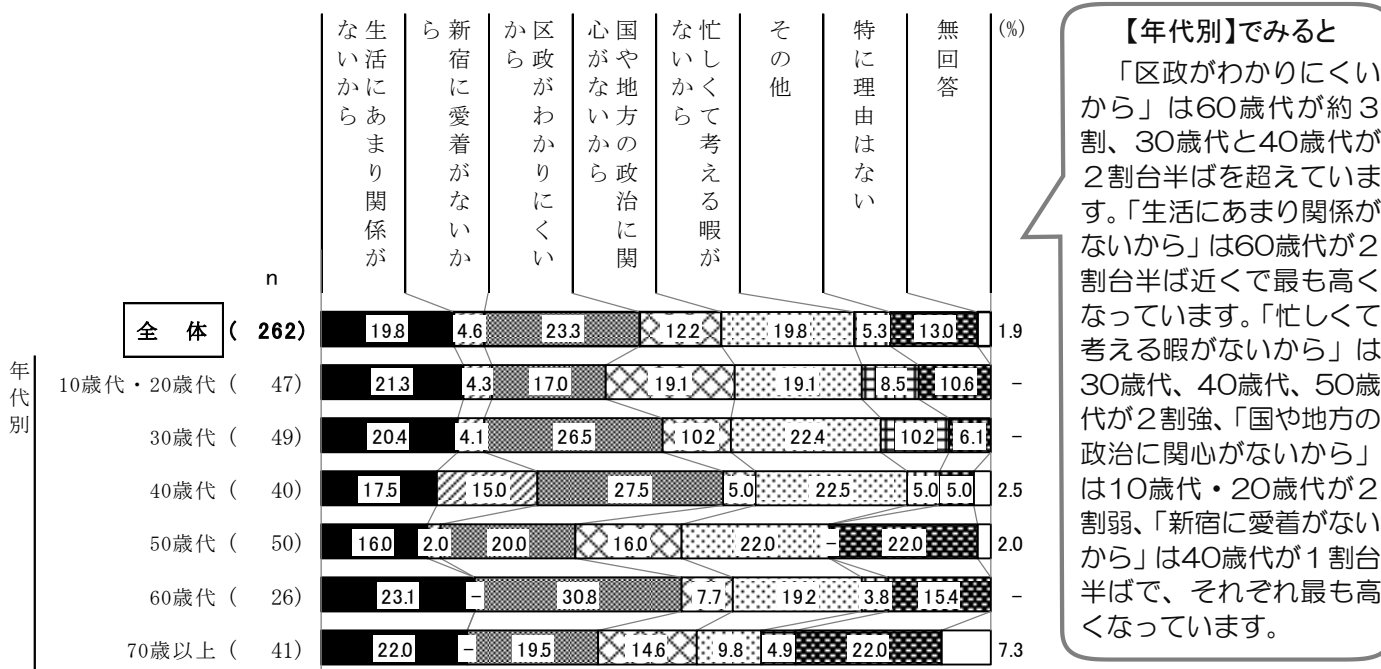 生活にあまり関係が
ないから
新宿に愛着がないか
ら
区政がわかりにくい
から
国や地方の政治に関
心がないから
忙しくて考える暇が
ないから
その他
特に理由はない
無回答
(%)
n
全 体 ( 262)
19.8 4.6 23.3 12.2 19.8 5.3 13.0 1.9
年代別
10歳代・20歳代 ( 47)
21.3 4.3 17.0 19.1 19.1 8.5 10.6 -
30歳代 ( 49)
20.4 4.1 26.5 10.2 22.4 10.2 6.1 -
40歳代 ( 40)
17.5 15.0 27.5 5.0 22.5 5.0 5.0 2.5
50歳代 ( 50)
16.0 2.0 20.0 16.0 22.0 - 22.0 2.0
60歳代 ( 26)
23.1 - 30.8 7.7 19.2 3.8 15.4 -
70歳以上 ( 41)
22.0 - 19.5 14.6 9.8 4.9 22.0 7.3
【年代別】でみると
「区政がわかりにくい
から」は60歳代が約3
割、30歳代と40歳代が
2割台半ばを超えていま
す。「生活にあまり関係が
ないから」は60歳代が2
割台半ば近くで最も高く
なっています。「忙しくて
考える暇がないから」は
30歳代、40歳代、50歳
代が2割強、「国や地方の
政治に関心がないから」
は10歳代・20歳代が2
割弱、「新宿に愛着がない
から」は40歳代が1割台
半ばで、それぞれ最も高
くなっています。